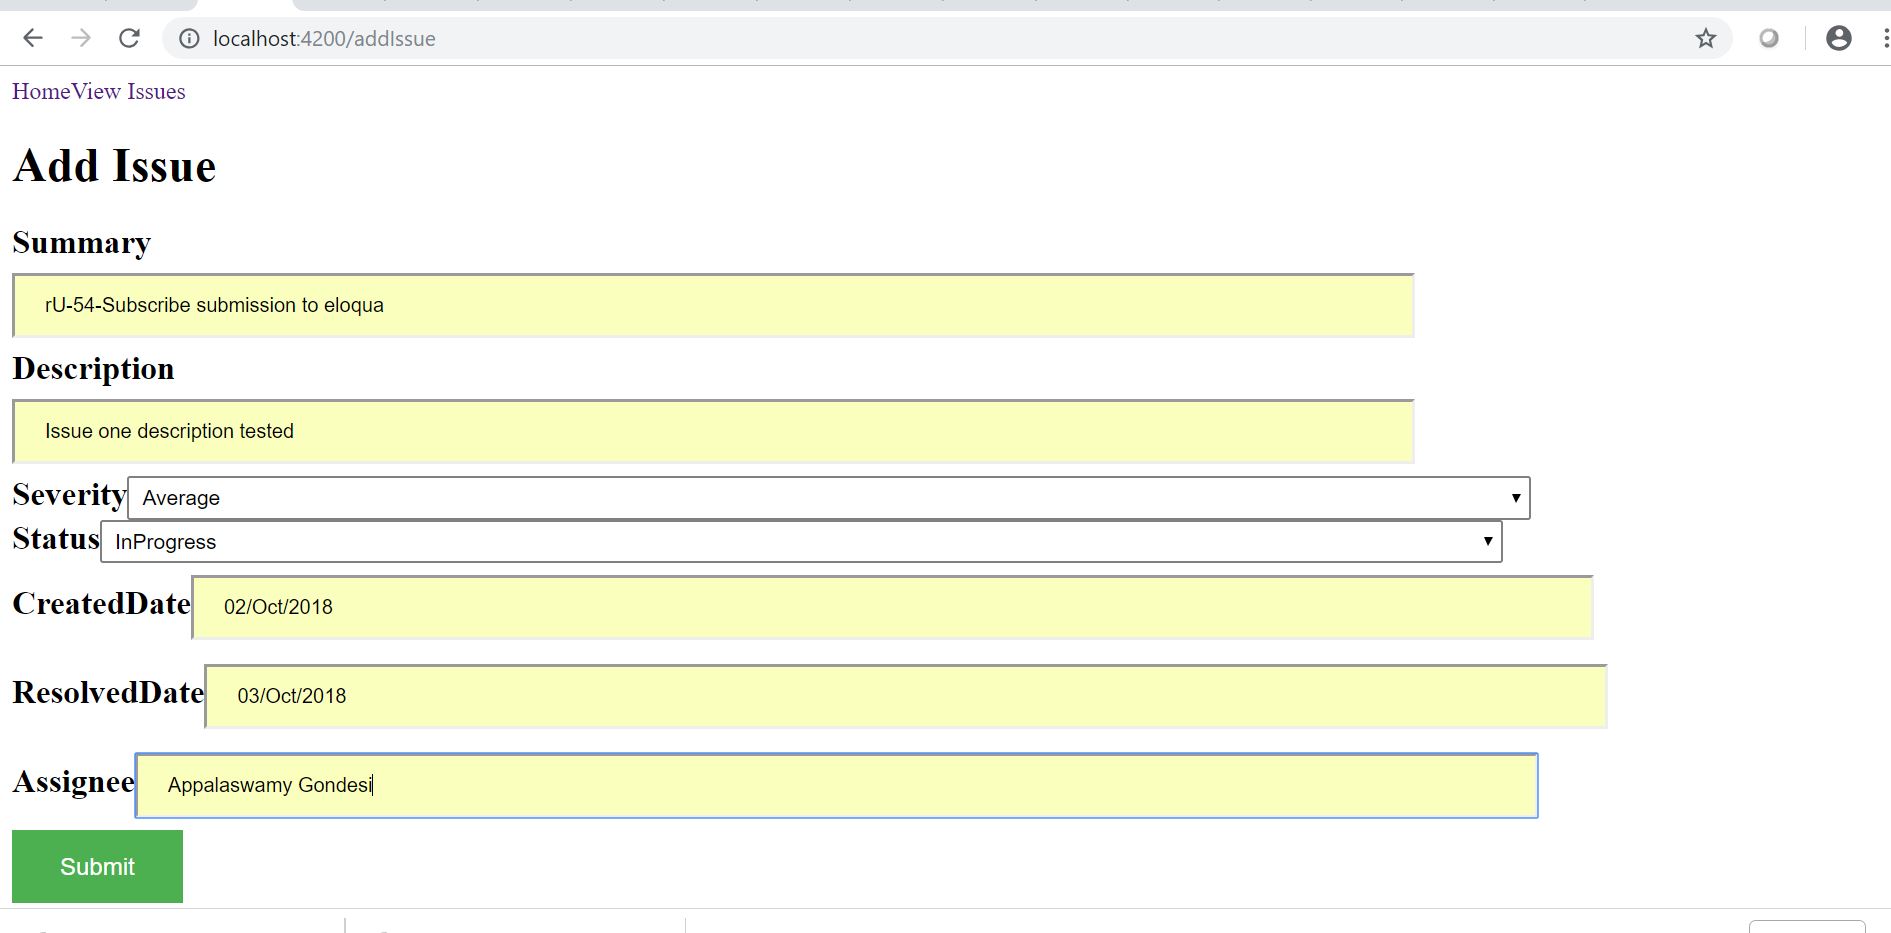 localhost:4200/addIssue
HomeView Issues
Add Issue
Summary
rU-54-Subscribe submission to eloqua
Description
Issue one description tested
Severity Average
Status InProgress
CreatedDate 02/Oct/2018
ResolvedDate 03/Oct/2018
Assignee Appalaswamy Gondesi
Submit